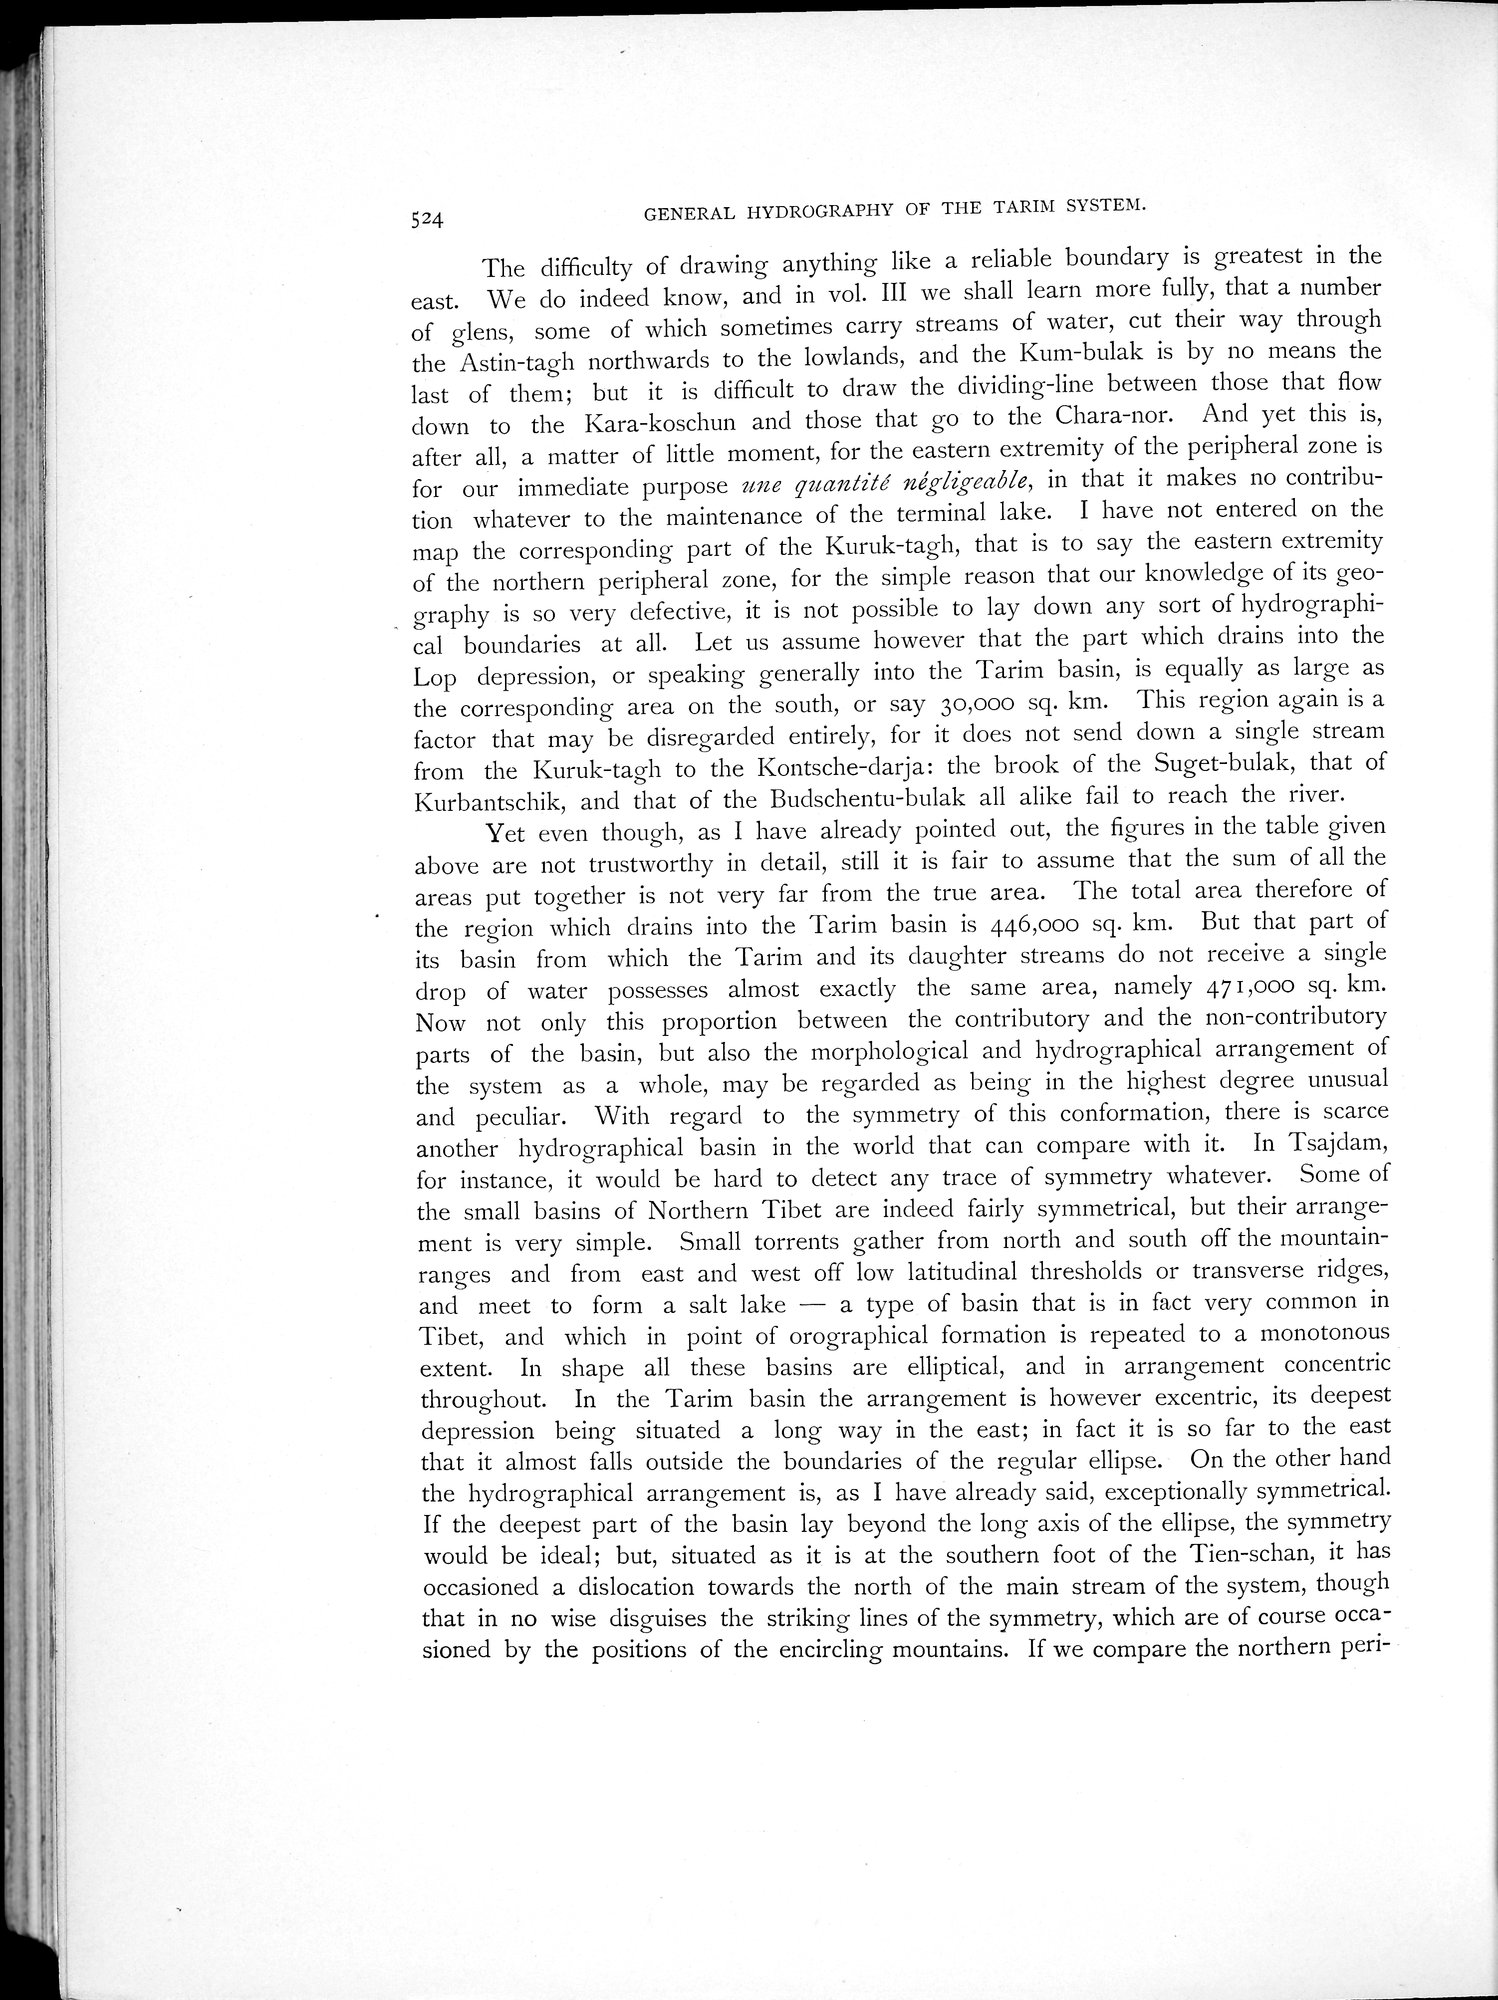 524
GENERAL HYDROGRAPHY OF THE TARIM SYSTEM.
The difficulty of drawing anything like a reliable boundary is greatest in the
east. We do indeed know, and in vol. III we shall learn more fully, that a number
of glens, some of which sometimes carry streams of water, cut their way through
the Astin-tagh northwards to the lowlands, and the Kum-bulak is by no means the
last of them; but it is difficult to draw the dividing-line between those that flow
down to the Kara-koschun and those that go to the Chara-nor. And yet this is,
after all, a matter of little moment, for the eastern extremity of the peripheral zone is
for our immediate purpose une quantité négligeable, in that it makes no contribu-
tion whatever to the maintenance of the terminal lake. I have not entered on the
map the corresponding part of the Kuruk-tagh, that is to say the eastern extremity
of the northern peripheral zone, for the simple reason that our knowledge of its geo-
graphy is so very defective, it is not possible to lay down any sort of hydrographi-
cal boundaries at all. Let us assume however that the part which drains into the
Lop depression, or speaking generally into the Tarim basin, is equally as large as
the corresponding area on the south, or say 30,000 sq. km. This region again is a
factor that may be disregarded entirely, for it does not send down a single stream
from the Kuruk-tagh to the Kontsche-darja: the brook of the Suget-bulak, that of
Kurbantschik, and that of the Budschentu-bulak all alike fail to reach the river.
Yet even though, as I have already pointed out, the figures in the table given
above are not trustworthy in detail, still it is fair to assume that the sum of all the
areas put together is not very far from the true area. The total area therefore of
the region which drains into the Tarim basin is 446,000 sq. km. But that part of
its basin from which the Tarim and its daughter streams do not receive a single
drop of water possesses almost exactly the same area, namely 471,000 sq. km.
Now not only this proportion between the contributory and the non-contributory
parts of the basin, but also the morphological and hydrographical arrangement of
the system as a whole, may be regarded as being in the highest degree unusual
and peculiar. With regard to the symmetry of this conformation, there is scarce
another hydrographical basin in the world that can compare with it. In Tsajdam,
for instance, it would be hard to detect any trace of symmetry whatever. Some of
the small basins of Northern Tibet are indeed fairly symmetrical, but their arrange-
ment is very simple. Small torrents gather from north and south off the mountain-
ranges and from east and west off low latitudinal thresholds or transverse ridges,
and meet to form a salt lake — a type of basin that is in fact very common in
Tibet, and which in point of orographical formation is repeated to a monotonous
extent. In shape all these basins are elliptical, and in arrangement concentric
throughout. In the Tarim basin the arrangement is however excentric, its deepest
depression being situated a long way in the east; in fact it is so far to the east
that it almost falls outside the boundaries of the regular ellipse. On the other hand
the hydrographical arrangement is, as I have already said, exceptionally symmetrical.
If the deepest part of the basin lay beyond the long axis of the ellipse, the symmetry
would be ideal; but, situated as it is at the southern foot of the Tien-schan, it has
occasioned a dislocation towards the north of the main stream of the system, though
that in no wise disguises the striking lines of the symmetry, which are of course occa-
sioned by the positions of the encircling mountains. If we compare the northern peri-